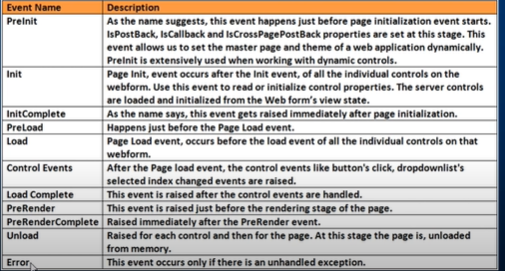 Event Name Description
PreInit As the name suggests, this event happens just before page initialization event starts.
IsPostBack, IsCallback and IsCrossPagePostBack properties are set at this stage. This
event allows us to set the master page and theme of a web application dynamically.
PreInit is extensively used when working with dynamic controls.
Init Page Init, event occurs after the Init event, of all the individual controls on the
webform. Use this event to read or initialize control properties. The server controls
are loaded and initialized from the Web form's view state.
InitComplete As the name says, this event gets raised immediately after page initialization.
PreLoad Happens just before the Page Load event.
Load Page Load event, occurs before the load event of all the individual controls on that
webform.
Control Events After the Page load event, the control events like button's click, dropdownlist's
selected index changed events are raised.
Load Complete This event is raised after the control events are handled.
PreRender This event is raised just before the rendering stage of the page.
PreRenderComplete Raised immediately after the PreRender event.
Unload Raised for each control and then for the page. At this stage the page is, unloaded
from memory.
Error This event occurs only if there is an unhandled exception.